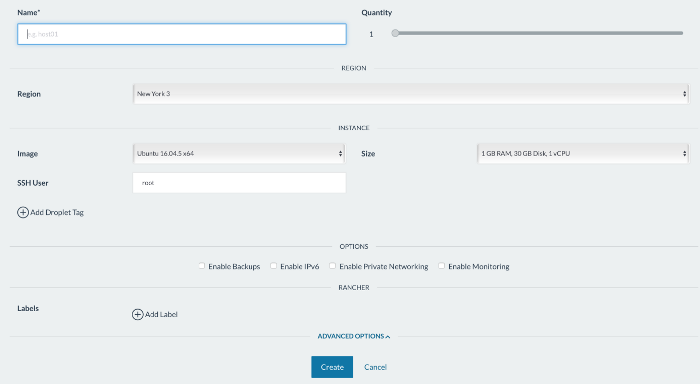 Name* Quantity
e.g. host01 1
REGION
Region New York 3
INSTANCE
Image Ubuntu 16.04.5 x64 Size 1 GB RAM, 30 GB Disk, 1 vCPU
SSH User root
Add Droplet Tag
OPTIONS
Enable Backups Enable IPv6 Enable Private Networking Enable Monitoring
RANCHER
Labels
Add Label
ADVANCED OPTIONS
Create Cancel